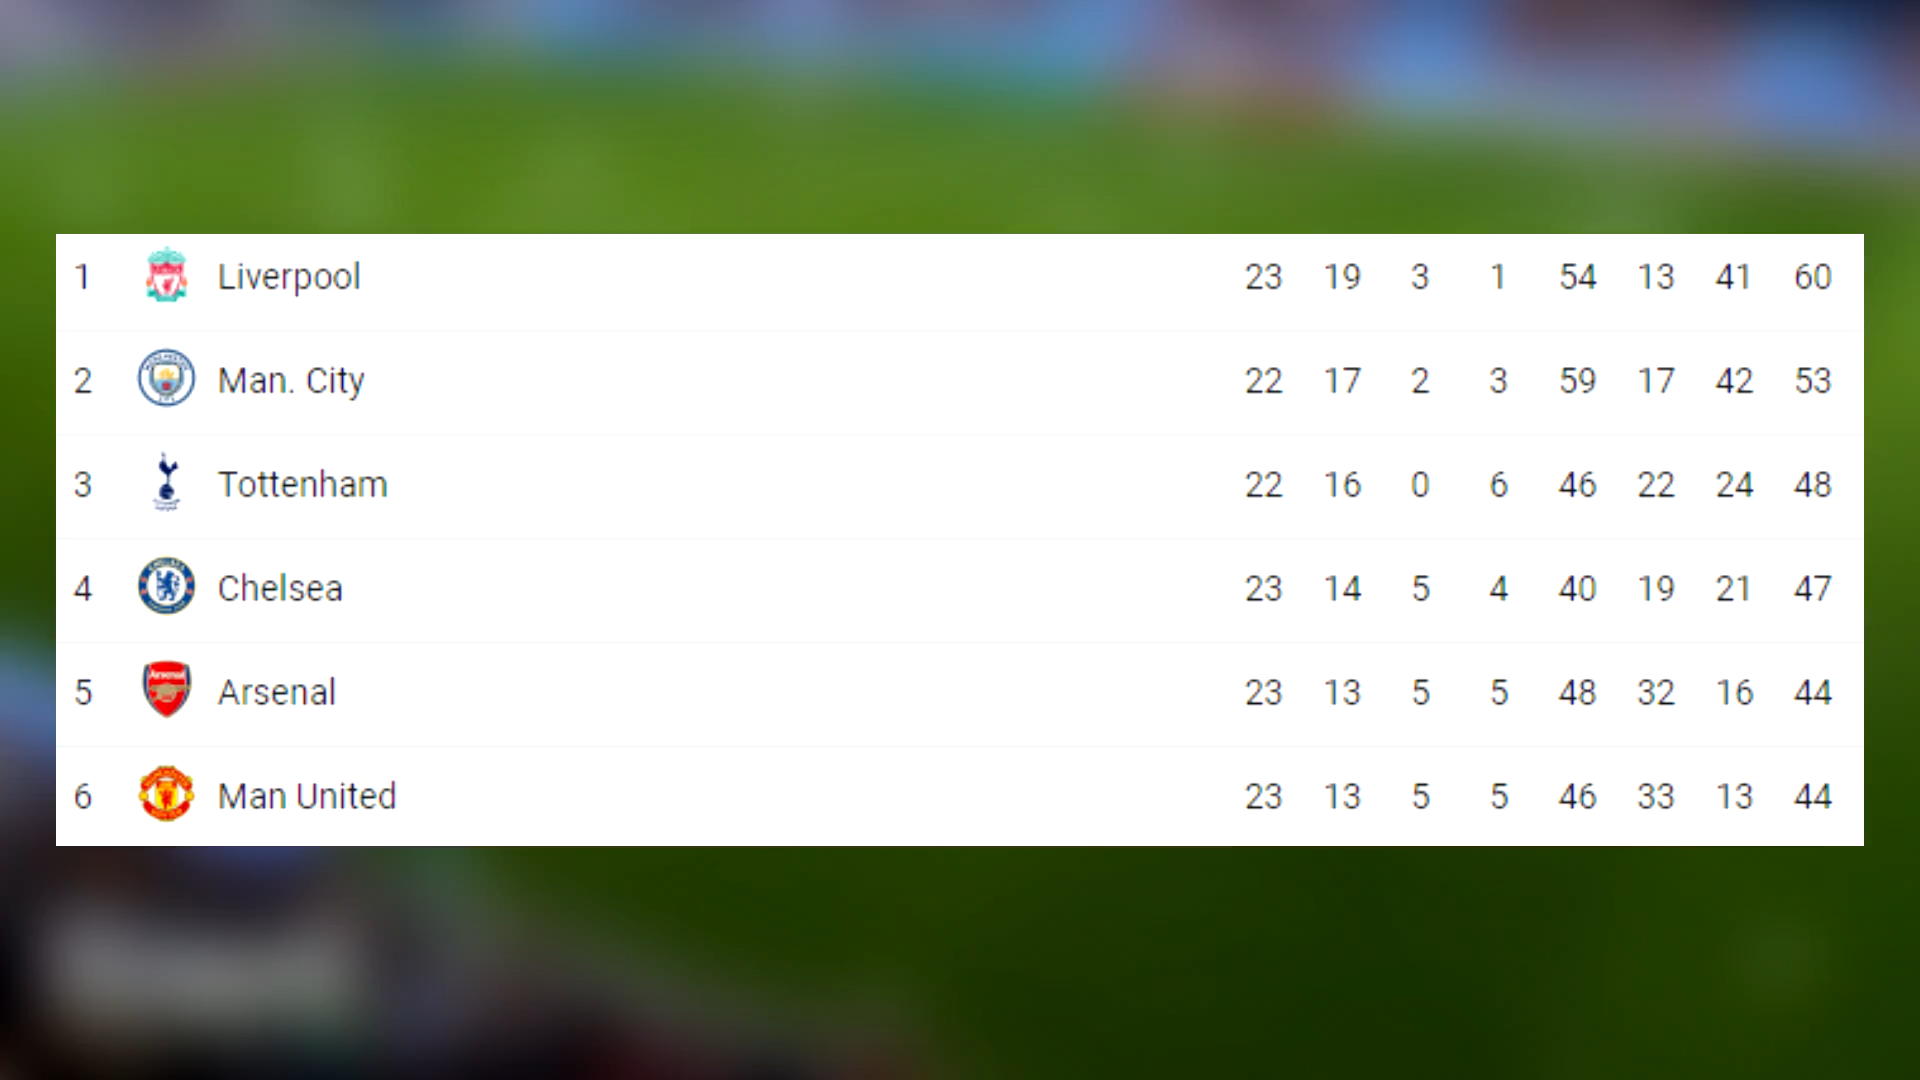 1 Liverpool 23 19 3 1 54 13 41 60
2 Man. City 22 17 2 3 59 17 42 53
3 Tottenham 22 16 0 6 46 22 24 48
4 Chelsea 23 14 5 4 40 19 21 47
5 Arsenal 23 13 5 5 48 32 16 44
6 Man United 23 13 5 5 46 33 13 44